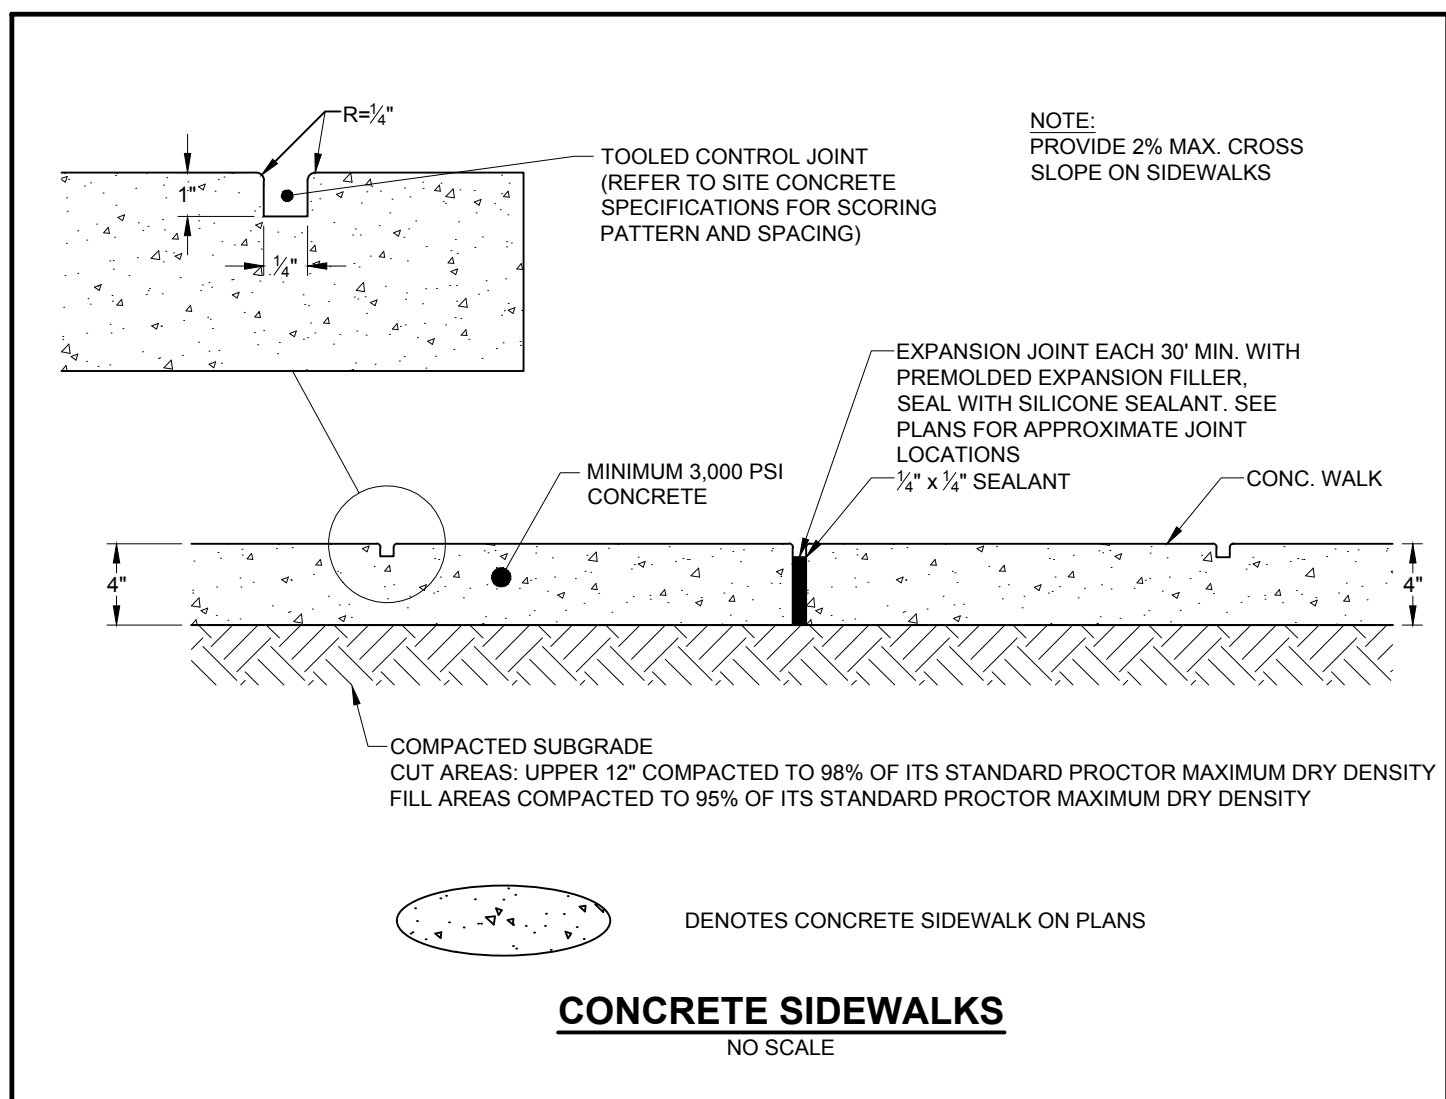 R=¼"
NOTE:
PROVIDE 2% MAX. CROSS
SLOPE ON SIDEWALKS
TOOLED CONTROL JOINT
(REFER TO SITE CONCRETE
SPECIFICATIONS FOR SCORING
PATTERN AND SPACING)
1"
¼"
EXPANSION JOINT EACH 30' MIN. WITH
PREMOLDED EXPANSION FILLER,
SEAL WITH SILICONE SEALANT. SEE
PLANS FOR APPROXIMATE JOINT
LOCATIONS
¼" x ¼" SEALANT
MINIMUM 3,000 PSI
CONCRETE
CONC. WALK
4"
4"
COMPACTED SUBGRADE
CUT AREAS: UPPER 12" COMPACTED TO 98% OF ITS STANDARD PROCTOR MAXIMUM DRY DENSITY
FILL AREAS COMPACTED TO 95% OF ITS STANDARD PROCTOR MAXIMUM DRY DENSITY
DENOTES CONCRETE SIDEWALK ON PLANS
CONCRETE SIDEWALKS
NO SCALE